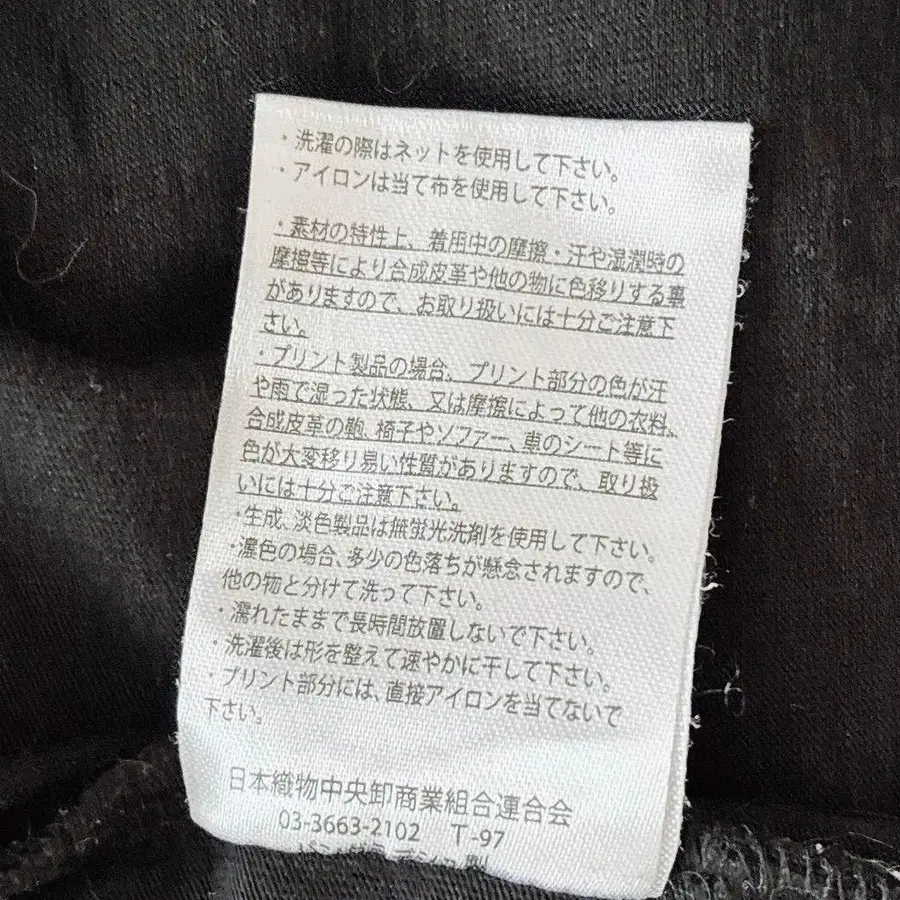 ・洗濯の際はネットを使用して下さい。
・アイロンは当て布を使用して下さい。
・素材の特性上、着用中の摩擦・汗や湿潤時の
摩擦等により合成皮革や他の物に色移りする事
がありますので、お取り扱いには十分ご注意下
さい。
・プリント製品の場合、プリント部分の色が汗
や雨で湿った状態、又は摩擦によって他の衣料、
合成皮革の鞄、椅子やソファー、車のシート等に
色が大変移り易い性質がありますので、取り扱
いには十分ご注意下さい。
・生成、淡色製品は無蛍光洗剤を使用して下さい。
・濃色の場合、多少の色落ちが懸念されますので、
他の物と分けて洗って下さい。
・濡れたままで長時間放置しないで下さい。
・洗濯後は形を整えて速やかに干して下さい。
・プリント部分には、直接アイロンを当てないで
下さい。
日本織物中央卸商業組合連合会
03-3663-2102 T-97
バングラデシュ製